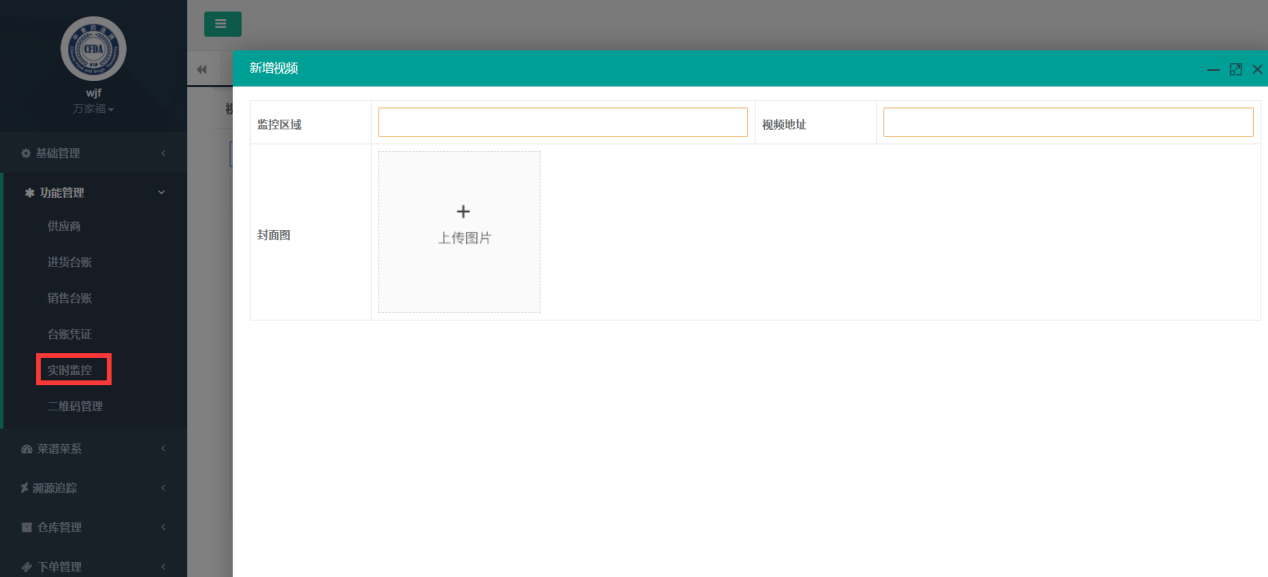 CFDA
wjf
万家福
基础管理
功能管理
供应商
进货台账
销售台账
台账凭证
实时监控
二维码管理
菜谱菜系
溯源追踪
仓库管理
下单管理
新增视频
监控区域
视频地址
封面图
上传图片